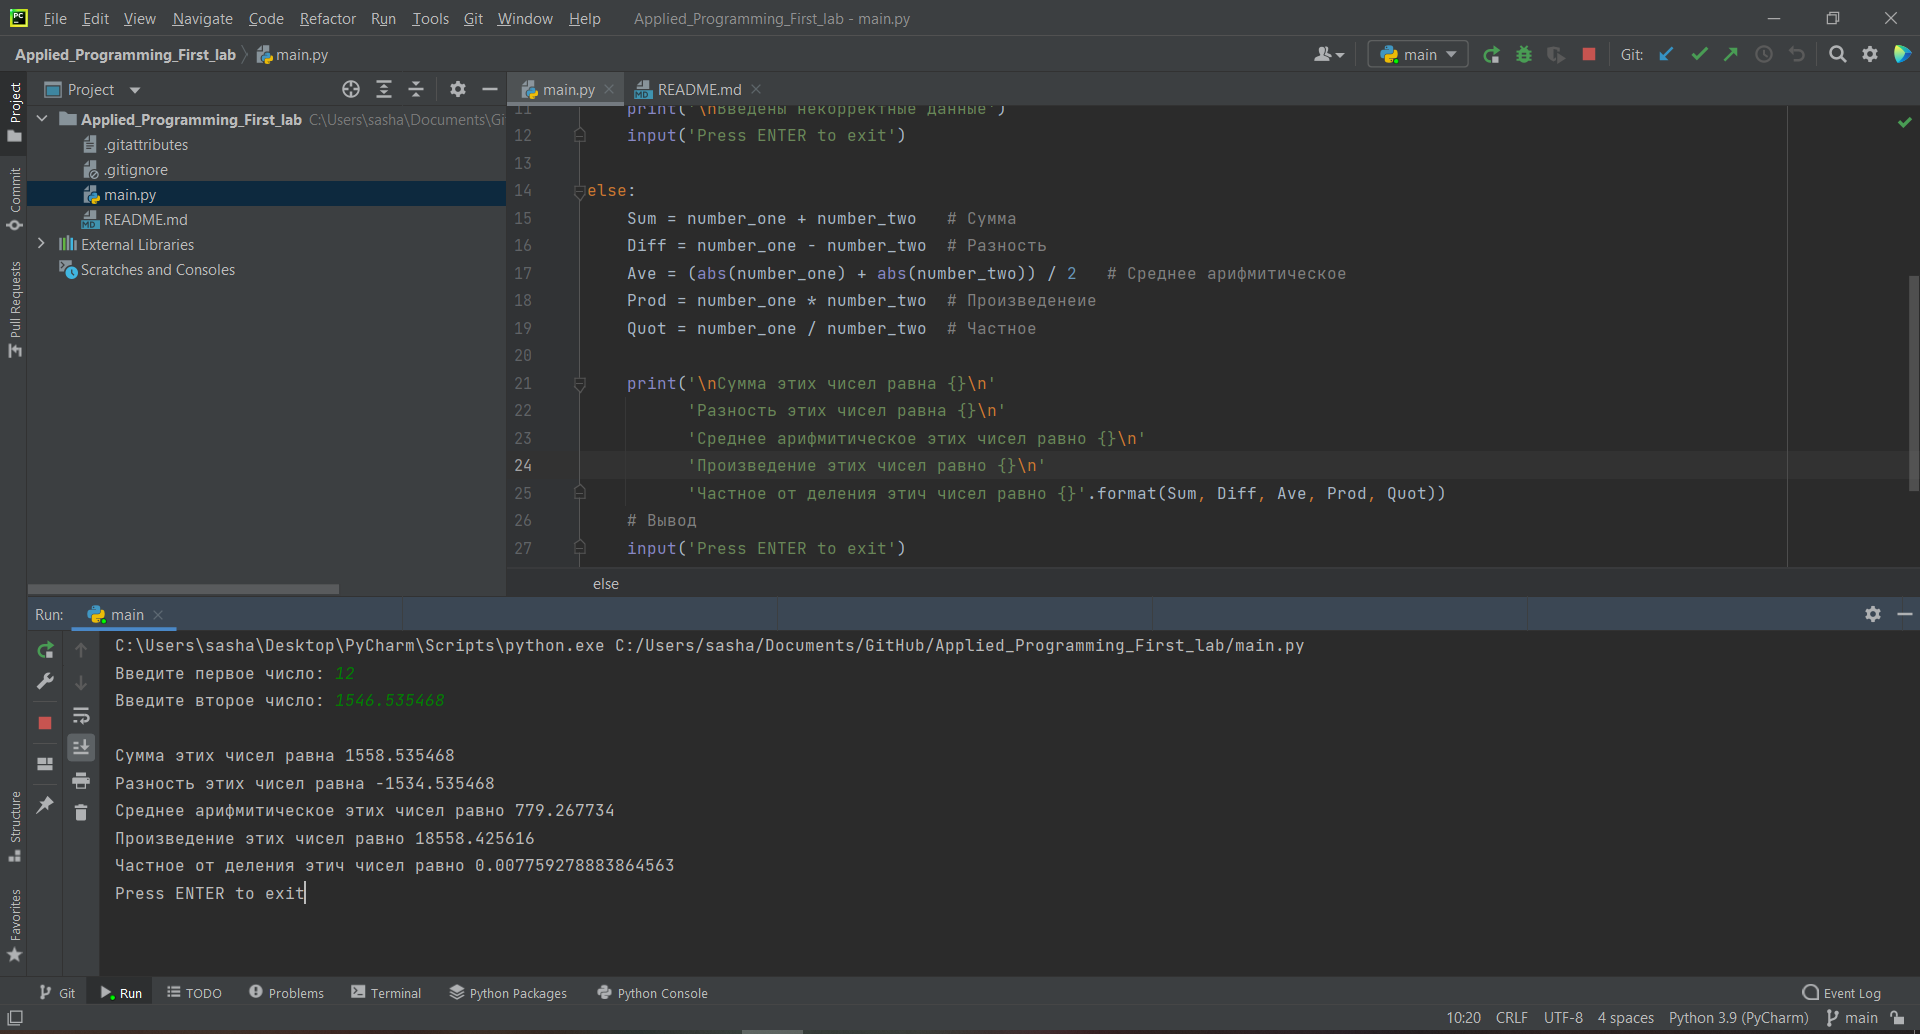 File Edit View Navigate Code Refactor Run Tools Git Window Help Applied_Programming_First_lab - main.py
Applied_Programming_First_lab main.py main Git:
Project
main.py README.md
Applied_Programming_First_lab C:\Users\sasha\Documents\Gi
.gitattributes
.gitignore
main.py
README.md
External Libraries
Scratches and Consoles
Project
Commit
Pull Requests
Structure
Favorites
11 print('\nВведены некорректные данные')
12 input('Press ENTER to exit')
13
14 else:
15 Sum = number_one + number_two # Сумма
16 Diff = number_one - number_two # Разность
17 Ave = (abs(number_one) + abs(number_two)) / 2 # Среднее арифмитическое
18 Prod = number_one * number_two # Произведенеие
19 Quot = number_one / number_two # Частное
20
21 print('\nСумма этих чисел равна {}\n'
22 'Разность этих чисел равна {}\n'
23 'Среднее арифмитическое этих чисел равно {}\n'
24 'Произведение этих чисел равно {}\n'
25 'Частное от деления этич чисел равно {}'.format(Sum, Diff, Ave, Prod, Quot))
26 # Вывод
27 input('Press ENTER to exit')
else
Run: main
C:\Users\sasha\Desktop\PyCharm\Scripts\python.exe C:/Users/sasha/Documents/GitHub/Applied_Programming_First_lab/main.py
Введите первое число: 12
Введите второе число: 1546.535468
Сумма этих чисел равна 1558.535468
Разность этих чисел равна -1534.535468
Среднее арифмитическое этих чисел равно 779.267734
Произведение этих чисел равно 18558.425616
Частное от деления этич чисел равно 0.007759278883864563
Press ENTER to exit
Git Run TODO Problems Terminal Python Packages Python Console Event Log
10:20 CRLF UTF-8 4 spaces Python 3.9 (PyCharm) main